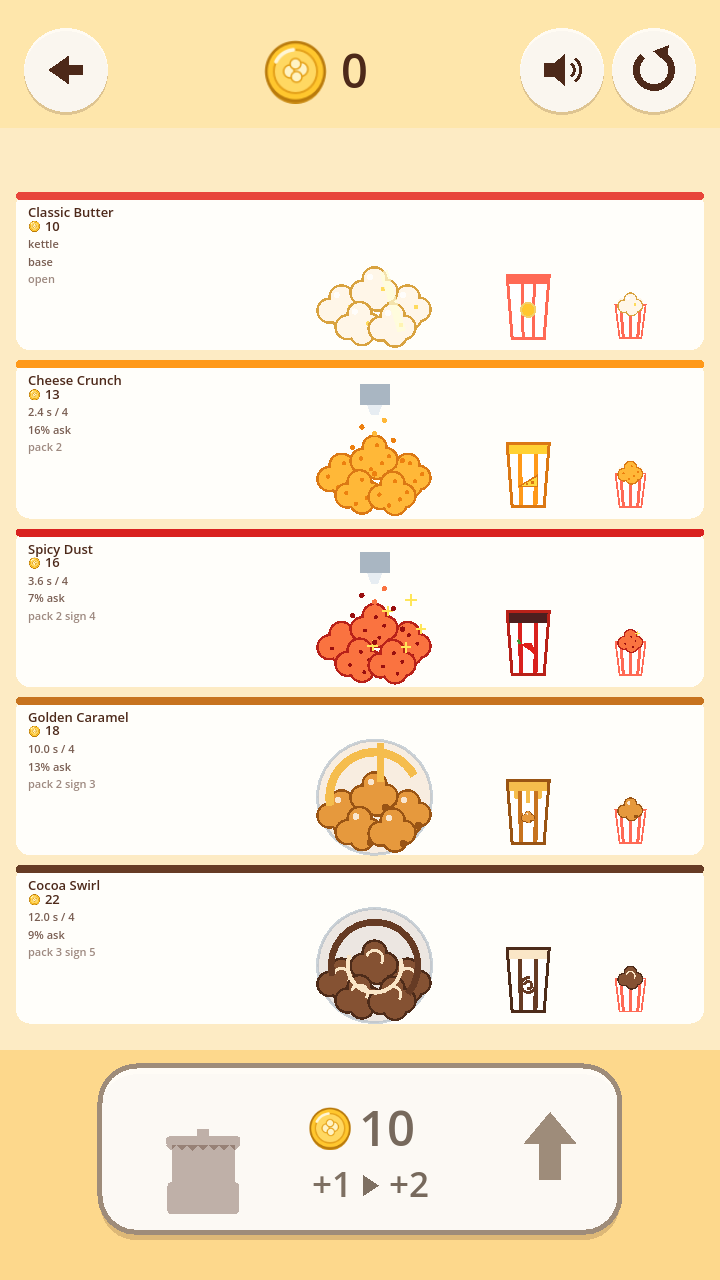 0
Classic Butter
10
kettle
base
open
Cheese Crunch
13
2.4 s / 4
16% ask
pack 2
Spicy Dust
16
3.6 s / 4
7% ask
pack 2 sign 4
Golden Caramel
18
10.0 s / 4
13% ask
pack 2 sign 3
Cocoa Swirl
22
12.0 s / 4
9% ask
pack 3 sign 5
10
+1 ▶ +2